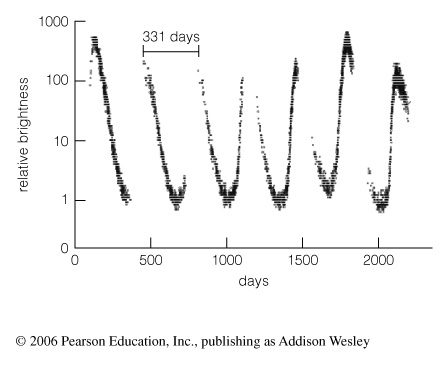 1000
331 days
100
10
1
0
relative brightness
0 500 1000 1500 2000
days
© 2006 Pearson Education, Inc., publishing as Addison Wesley